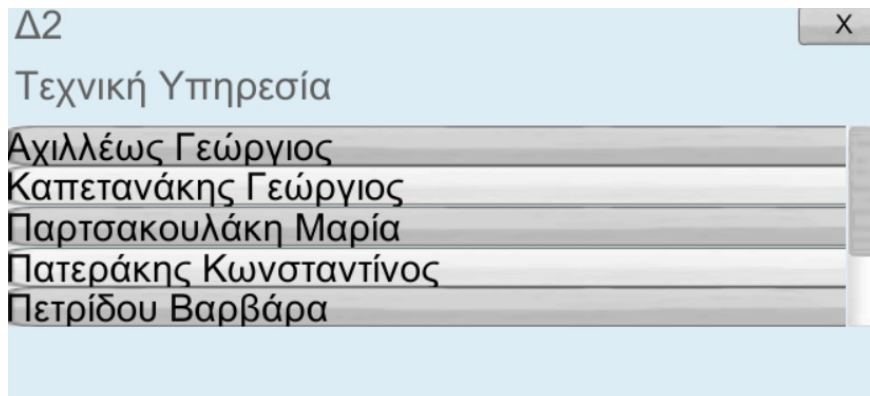 Δ2
X
Τεχνική Υπηρεσία
Αχιλλέως Γεώργιος
Καπετανάκης Γεώργιος
Παρτσακουλάκη Μαρία
Πατεράκης Κωνσταντίνος
Πετρίδου Βαρβάρα